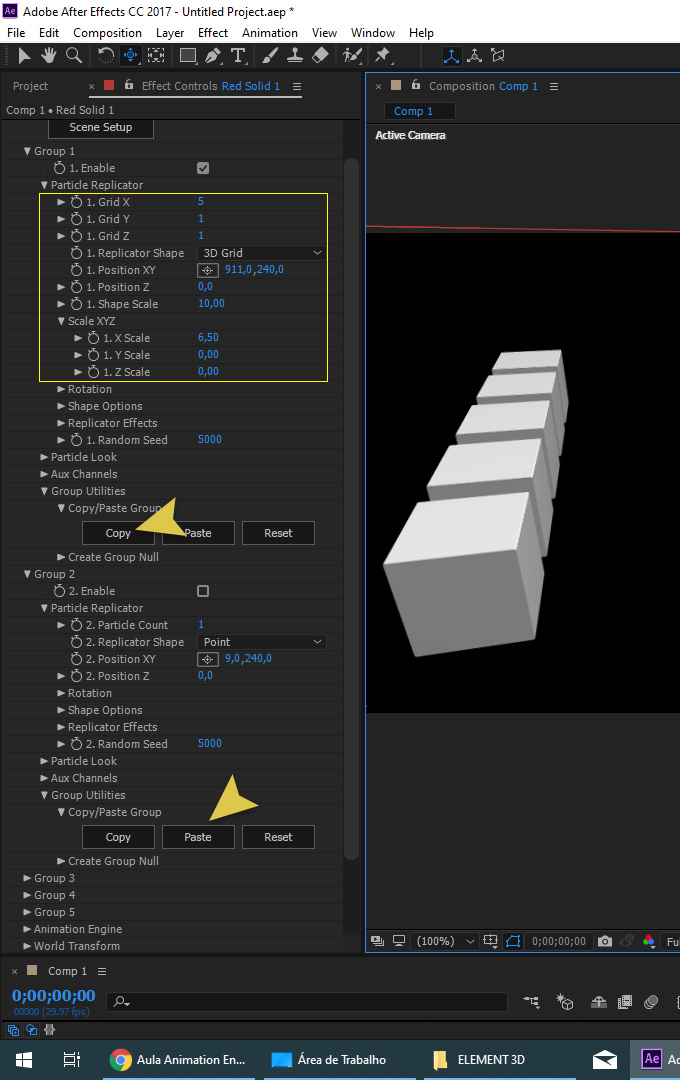 Adobe After Effects CC 2017 - Untitled Project.aep *
File Edit Composition Layer Effect Animation View Window Help
Project × Effect Controls Red Solid 1
Comp 1 • Red Solid 1
Scene Setup
Group 1
1. Enable
Particle Replicator
1. Grid X 5
1. Grid Y 1
1. Grid Z 1
1. Replicator Shape 3D Grid
1. Position XY 911,0,240,0
1. Position Z 0,0
1. Shape Scale 10,00
Scale XYZ
1. X Scale 6,50
1. Y Scale 0,00
1. Z Scale 0,00
Rotation
Shape Options
Replicator Effects
1. Random Seed 5000
Particle Look
Aux Channels
Group Utilities
Copy/Paste Group
Copy Paste Reset
Create Group Null
Group 2
2. Enable
Particle Replicator
2. Particle Count 1
2. Replicator Shape Point
2. Position XY 9,0,240,0
2. Position Z 0,0
Rotation
Shape Options
Replicator Effects
2. Random Seed 5000
Particle Look
Aux Channels
Group Utilities
Copy/Paste Group
Copy Paste Reset
Create Group Null
Group 3
Group 4
Group 5
Animation Engine
World Transform
× Composition Comp 1
Comp 1
Active Camera
(100%) 0;00;00;00 Fu
× Comp 1
0;00;00;00
00000 (29.97 fps)
Aula Animation En... Área de Trabalho ELEMENT 3D Ae